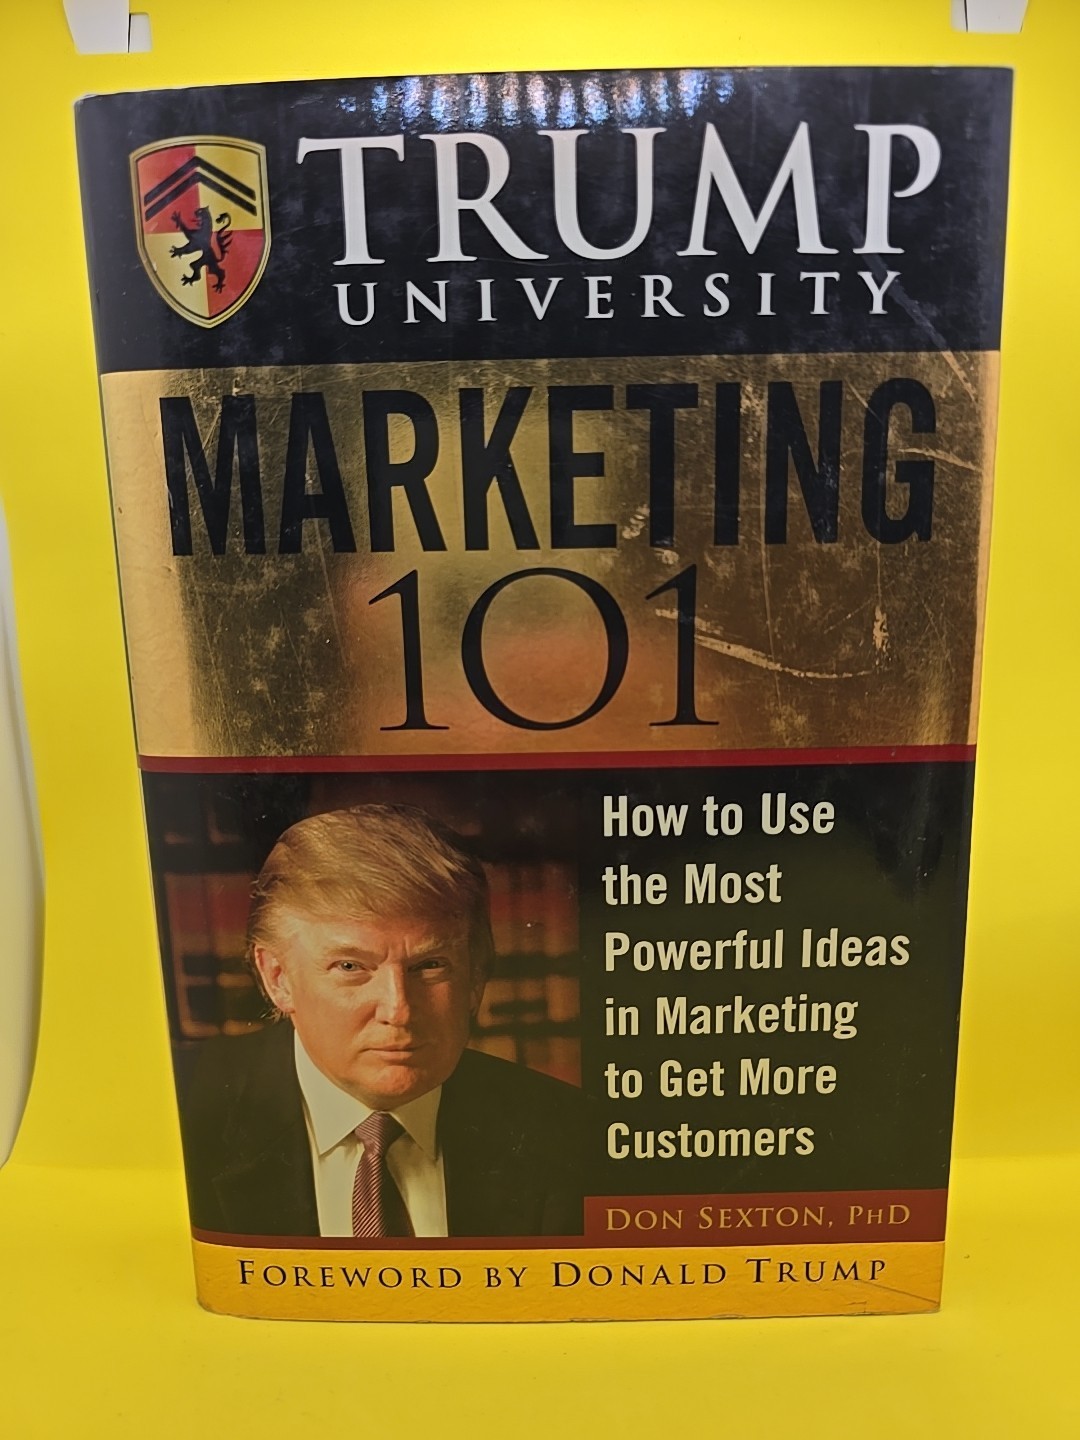 TRUMP
UNIVERSITY
MARKETING
101
How to Use
the Most
Powerful Ideas
in Marketing
to Get More
Customers
DON SEXTON, PHD
FOREWORD BY DONALD TRUMP